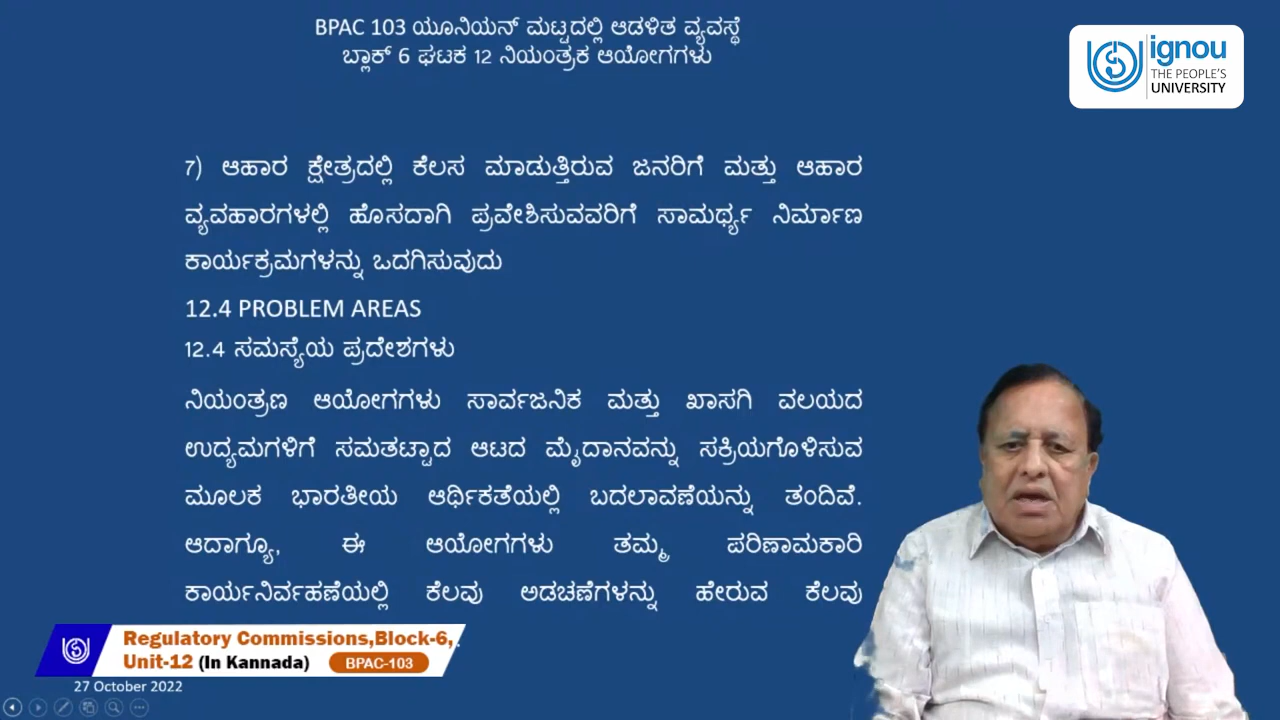 BPAC 103 ಯೂನಿಯನ್ ಮಟ್ಟದಲ್ಲಿ ಆಡಳಿತ ವ್ಯವಸ್ಥೆ
ಬ್ಲಾಕ್ 6 ಘಟಕ 12 ನಿಯಂತ್ರಕ ಆಯೋಗಗಳು
ignou
THE PEOPLE'S
UNIVERSITY
7) ಆಹಾರ ಕ್ಷೇತ್ರದಲ್ಲಿ ಕೆಲಸ ಮಾಡುತ್ತಿರುವ ಜನರಿಗೆ ಮತ್ತು ಆಹಾರ
ವ್ಯವಹಾರಗಳಲ್ಲಿ ಹೊಸದಾಗಿ ಪ್ರವೇಶಿಸುವವರಿಗೆ ಸಾಮರ್ಥ್ಯ ನಿರ್ಮಾಣ
ಕಾರ್ಯಕ್ರಮಗಳನ್ನು ಒದಗಿಸುವುದು
12.4 PROBLEM AREAS
12.4 ಸಮಸ್ಯೆಯ ಪ್ರದೇಶಗಳು
ನಿಯಂತ್ರಣ ಆಯೋಗಗಳು ಸಾರ್ವಜನಿಕ ಮತ್ತು ಖಾಸಗಿ ವಲಯದ
ಉದ್ಯಮಗಳಿಗೆ ಸಮತಟ್ಟಾದ ಆಟದ ಮೈದಾನವನ್ನು ಸಕ್ರಿಯಗೊಳಿಸುವ
ಮೂಲಕ ಭಾರತೀಯ ಆರ್ಥಿಕತೆಯಲ್ಲಿ ಬದಲಾವಣೆಯನ್ನು ತಂದಿವೆ.
ಆದಾಗ್ಯೂ, ಈ ಆಯೋಗಗಳು ತಮ್ಮ ಪರಿಣಾಮಕಾರಿ
ಕಾರ್ಯನಿರ್ವಹಣೆಯಲ್ಲಿ ಕೆಲವು ಅಡಚಣೆಗಳನ್ನು ಹೇರುವ ಕೆಲವು
Regulatory Commissions,Block-6,
Unit-12 (In Kannada) BPAC-103
27 October 2022